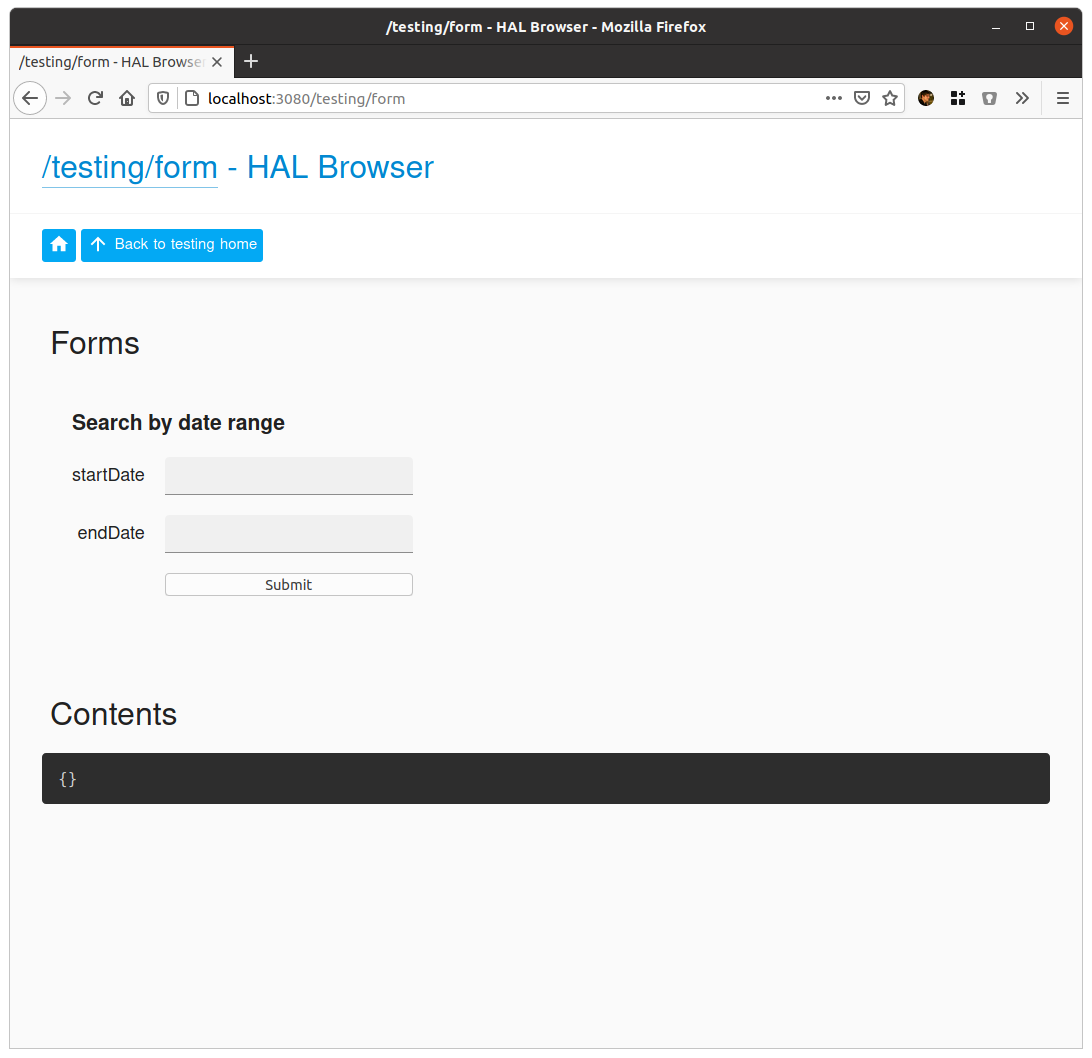 /testing/form - HAL Browser - Mozilla Firefox
/testing/form - HAL Browser
localhost:3080/testing/form
/testing/form - HAL Browser
Back to testing home
Forms
Search by date range
startDate
endDate
Submit
Contents
{}